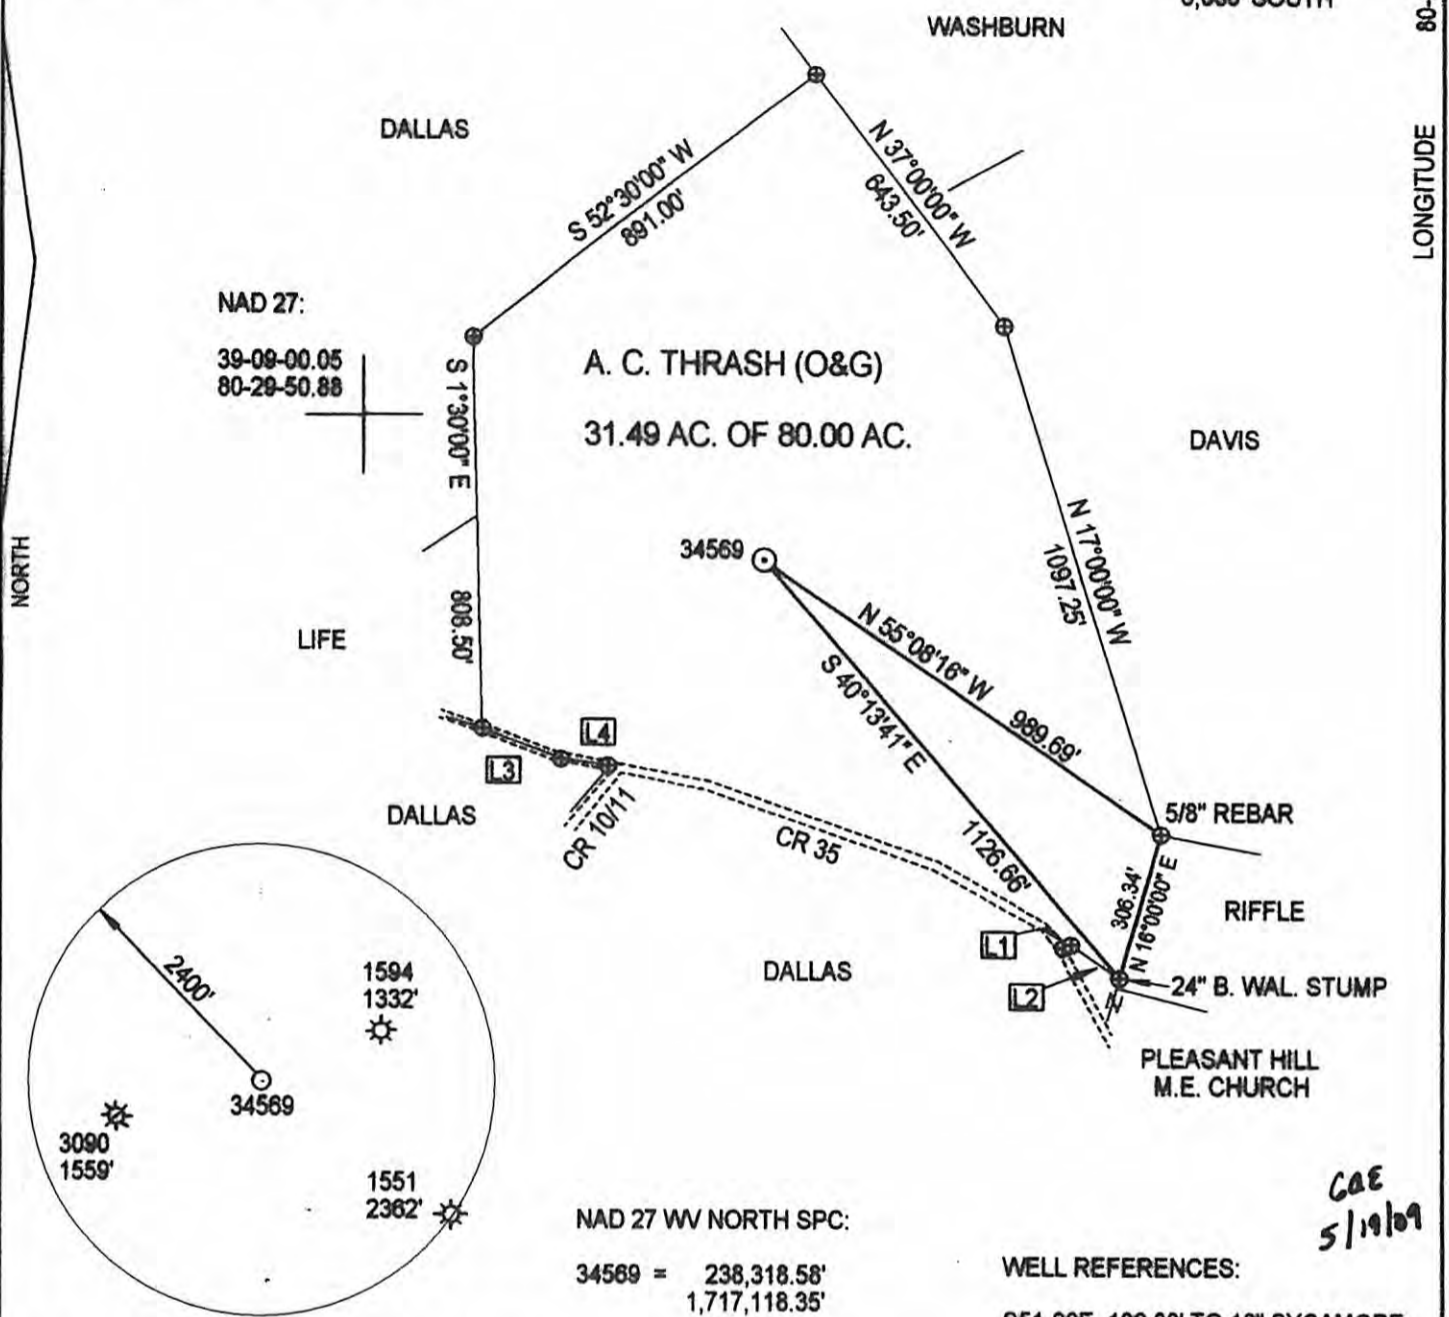 WASHBURN
80-
LONGITUDE
DALLAS
N 37°00'00" W
643.50'
S 52°30'00" W
891.00'
NAD 27:
39-09-00.05
80-29-50.88
A. C. THRASH (O&G)
31.49 AC. OF 80.00 AC.
S 1°30'00" E
808.50'
DAVIS
NORTH
34569
N 17°00'00" W
1097.25'
LIFE
N 55°08'16" W
989.69'
S 40°13'41" E
1126.66'
L4
L3
DALLAS
CR 10/11
CR 35
5/8" REBAR
306.34'
N 16°00'00" E
RIFFLE
L1
L2
DALLAS
24" B. WAL. STUMP
PLEASANT HILL
M.E. CHURCH
2400'
1594
1332'
34569
3090
1559'
1551
2362'
NAD 27 WV NORTH SPC:
34569 = 238,318.58'
1,717,118.35'
5/19/09
WELL REFERENCES: